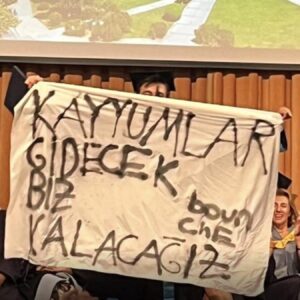 KAYYUMLAR
GİDECEK
BİZ
boun
ChE
KALACAĞIZ